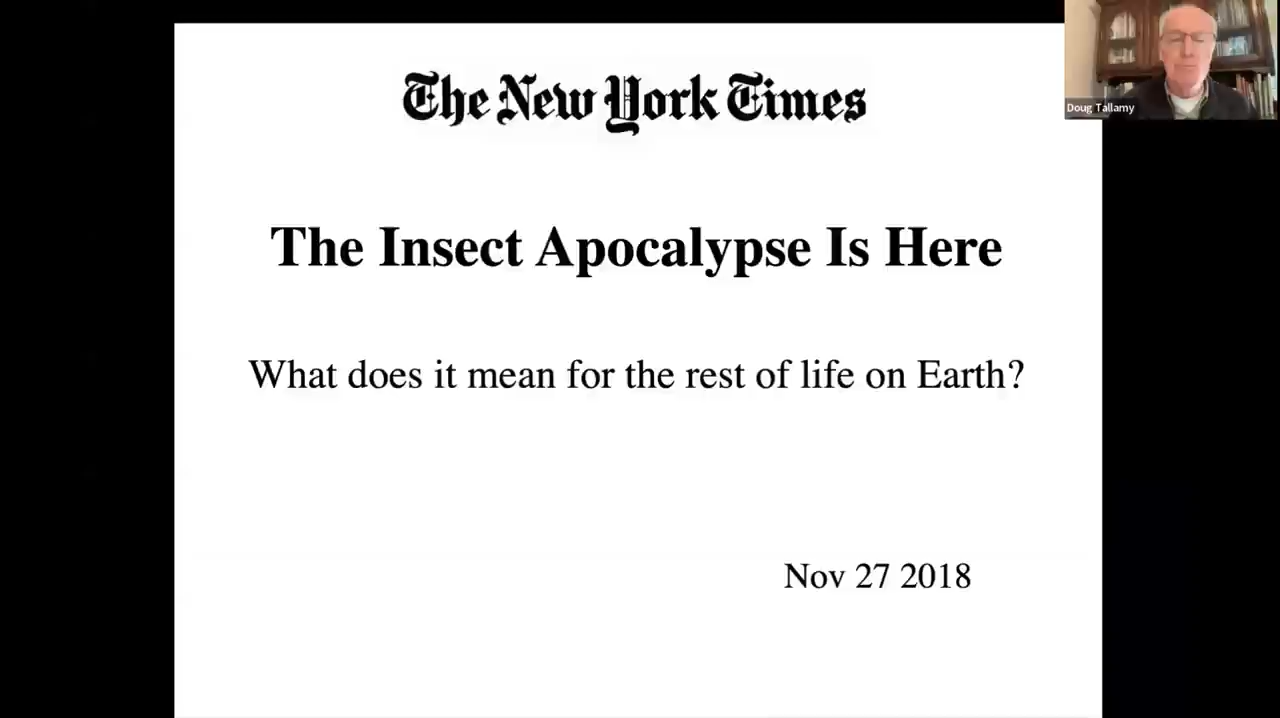 The New York Times
Doug Tallamy
The Insect Apocalypse Is Here
What does it mean for the rest of life on Earth?
Nov 27 2018